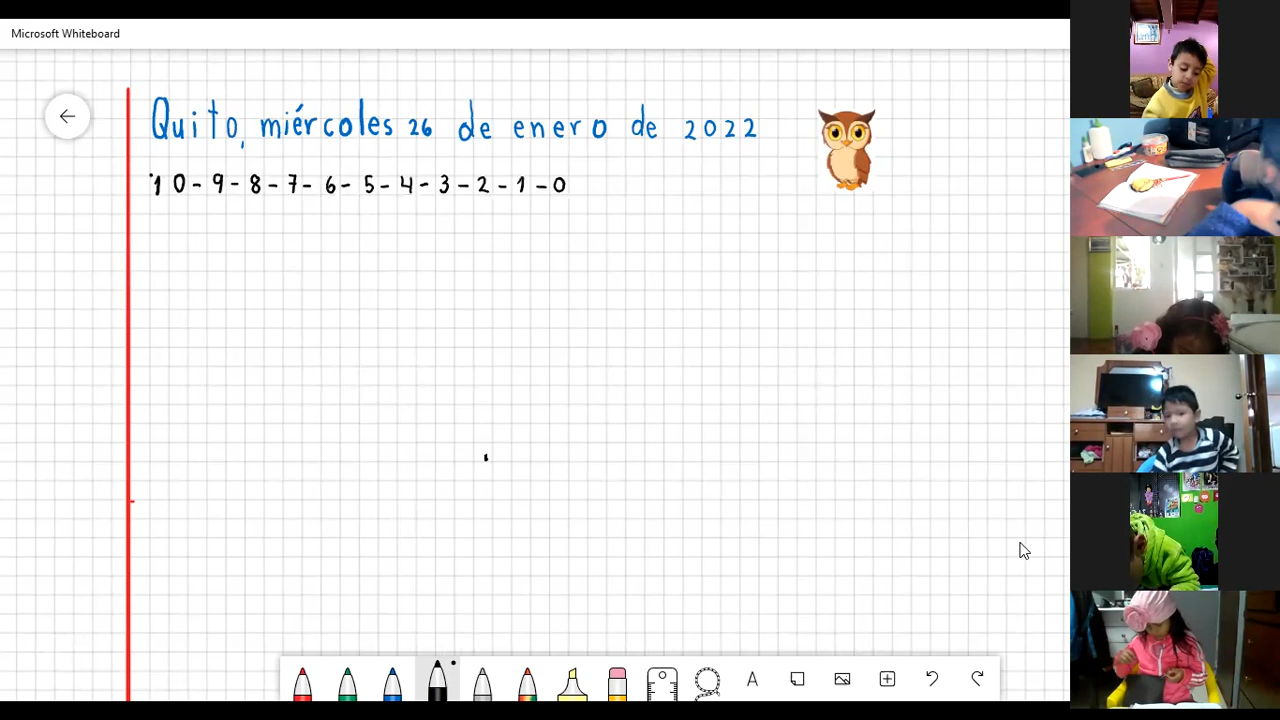 Microsoft Whiteboard
Quito, miércoles 26 de enero de 2022
10-9-8-7-6-5-4-3-2-1-0
A